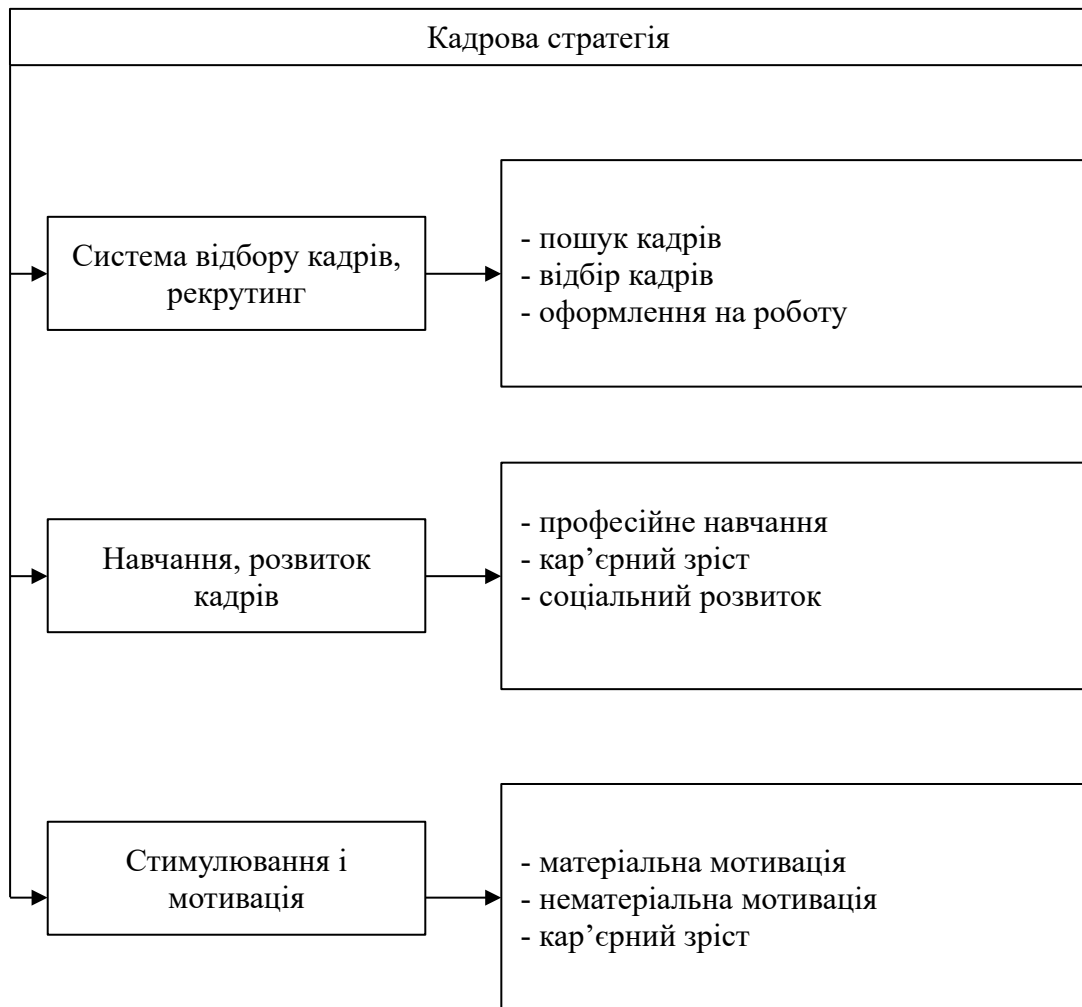 Кадрова стратегія
Система відбору кадрів,
рекрутинг
- пошук кадрів
- відбір кадрів
- оформлення на роботу
Навчання, розвиток
кадрів
- професійне навчання
- кар’єрний зріст
- соціальний розвиток
Стимулювання і
мотивація
- матеріальна мотивація
- нематеріальна мотивація
- кар’єрний зріст